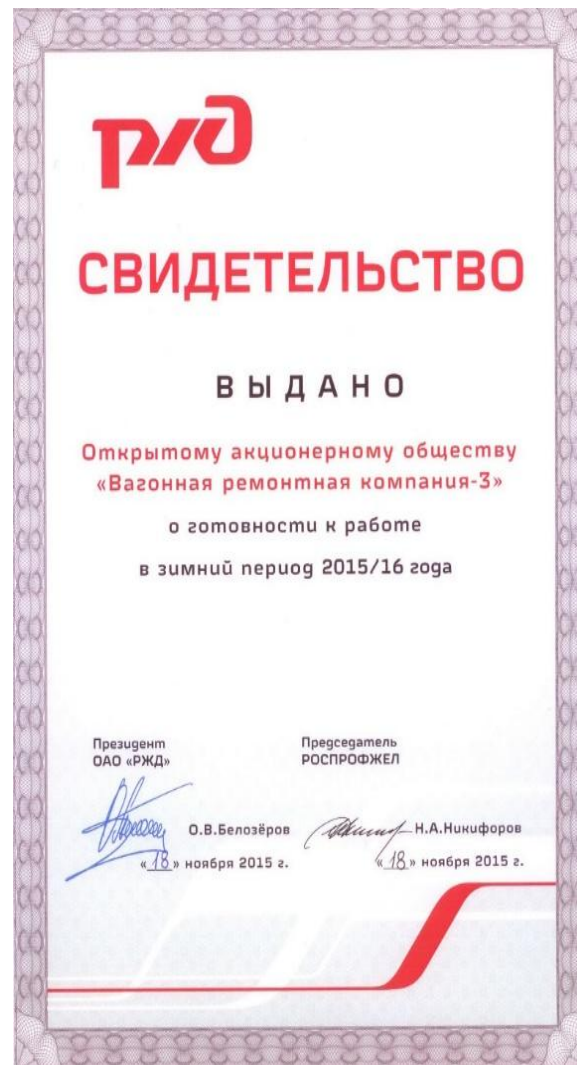 ржд
СВИДЕТЕЛЬСТВО
ВЫДАНО
Открытому акционерному обществу
«Вагонная ремонтная компания-3»
о готовности к работе
в зимний период 2015/16 года
Президент
ОАО «РЖД»
О.В.Белозёров
«18» ноября 2015 г.
Председатель
РОСПРОФЖЕЛ
Н.А.Никифоров
«18» ноября 2015 г.